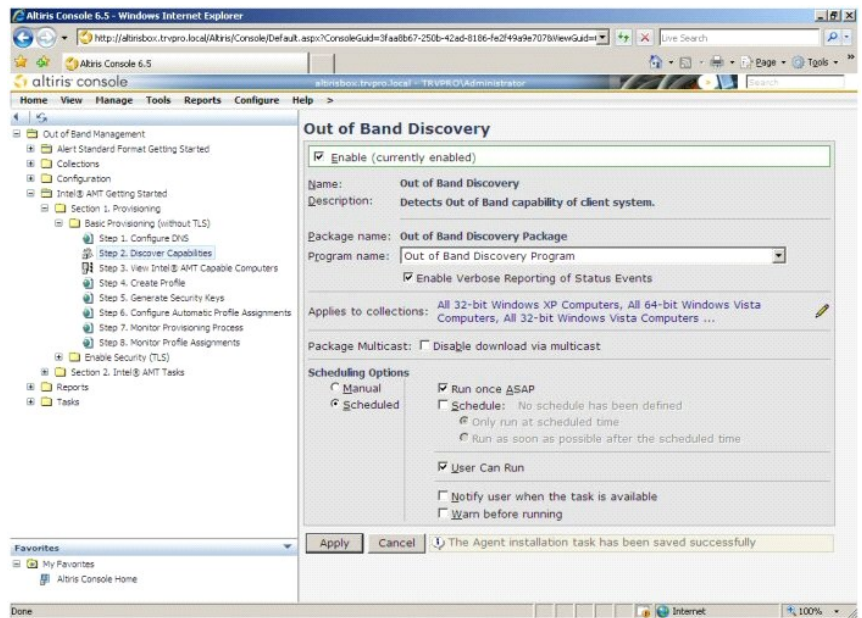 Altiris Console 6.5 - Windows Internet Explorer
http://altirisbox.trvpro.local/Altiris/Console/Default.aspx?ConsoleGuid=3faa8b67-250b-42ad-8186-fe2f49a9e707&ViewGuid=
Live Search
Altiris Console 6.5
Page
Tools
altiris console
altirisbox.trvpro.local - TRVPRO\Administrator
Search
Home View Manage Tools Reports Configure Help >
Out of Band Management
Alert Standard Format Getting Started
Collections
Configuration
Intel® AMT Getting Started
Section 1. Provisioning
Basic Provisioning (without TLS)
Step 1. Configure DNS
Step 2. Discover Capabilities
Step 3. View Intel® AMT Capable Computers
Step 4. Create Profile
Step 5. Generate Security Keys
Step 6. Configure Automatic Profile Assignments
Step 7. Monitor Provisioning Process
Step 8. Monitor Profile Assignments
Enable Security (TLS)
Section 2. Intel® AMT Tasks
Reports
Tasks
Favorites
My Favorites
Altiris Console Home
Out of Band Discovery
Enable (currently enabled)
Name: Out of Band Discovery
Description: Detects Out of Band capability of client system.
Package name: Out of Band Discovery Package
Program name: Out of Band Discovery Program
Enable Verbose Reporting of Status Events
Applies to collections: All 32-bit Windows XP Computers, All 64-bit Windows Vista
Computers, All 32-bit Windows Vista Computers ...
Package Multicast: Disable download via multicast
Scheduling Options
Manual
Scheduled
Run once ASAP
Schedule: No schedule has been defined
Only run at scheduled time
Run as soon as possible after the scheduled time
User Can Run
Notify user when the task is available
Warn before running
Apply Cancel The Agent installation task has been saved successfully
Done
Internet
100%